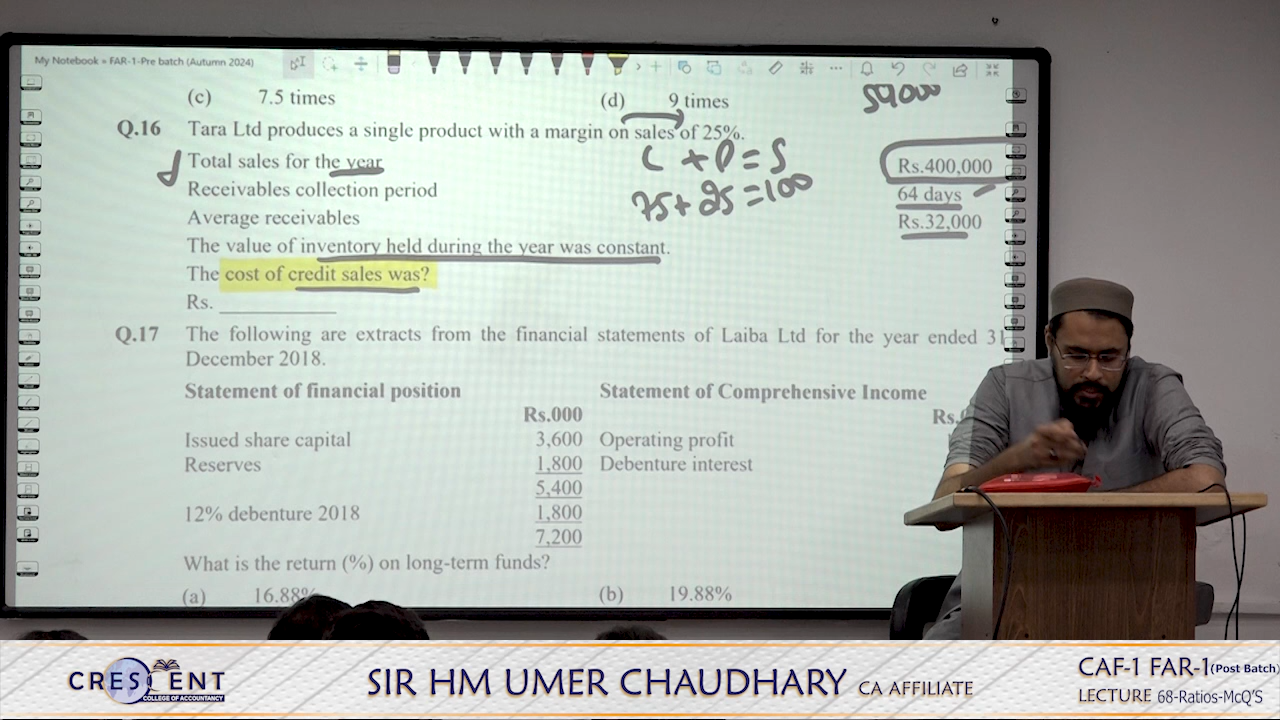 My Notebook » FAR-1-Pre batch (Autumn 2024)
(c) 7.5 times (d) 9 times
Q.16 Tara Ltd produces a single product with a margin on sales of 25%.
Total sales for the year Rs.400,000
Receivables collection period 64 days
Average receivables Rs.32,000
C + P = S
75 + 25 = 100
The value of inventory held during the year was constant.
The cost of credit sales was?
Rs.
Q.17 The following are extracts from the financial statements of Laiba Ltd for the year ended 31
December 2018.
Statement of financial position Statement of Comprehensive Income
Rs.000
Issued share capital 3,600 Operating profit
Reserves 1,800 Debenture interest
5,400
12% debenture 2018 1,800
7,200
What is the return (%) on long-term funds?
(a) 16.88% (b) 19.88%
CRESCENT
COLLEGE OF ACCOUNTANCY
SIR HM UMER CHAUDHARY CA AFFILIATE
CAF-1 FAR-1 (Post Batch)
LECTURE 68-Ratios-McQ'S